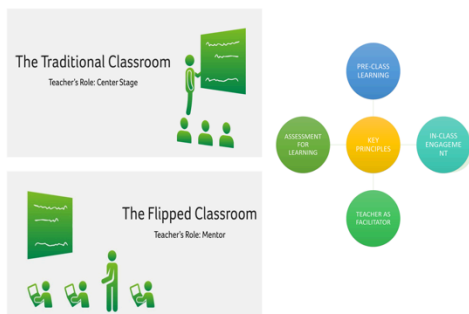 The Traditional Classroom
Teacher's Role: Center Stage
The Flipped Classroom
Teacher's Role: Mentor
PRE-CLASS
LEARNING
ASSESSMENT
FOR
LEARNING
KEY
PRINCIPLES
IN-CLASS
ENGAGEME
NT
TEACHER AS
FACILITATOR